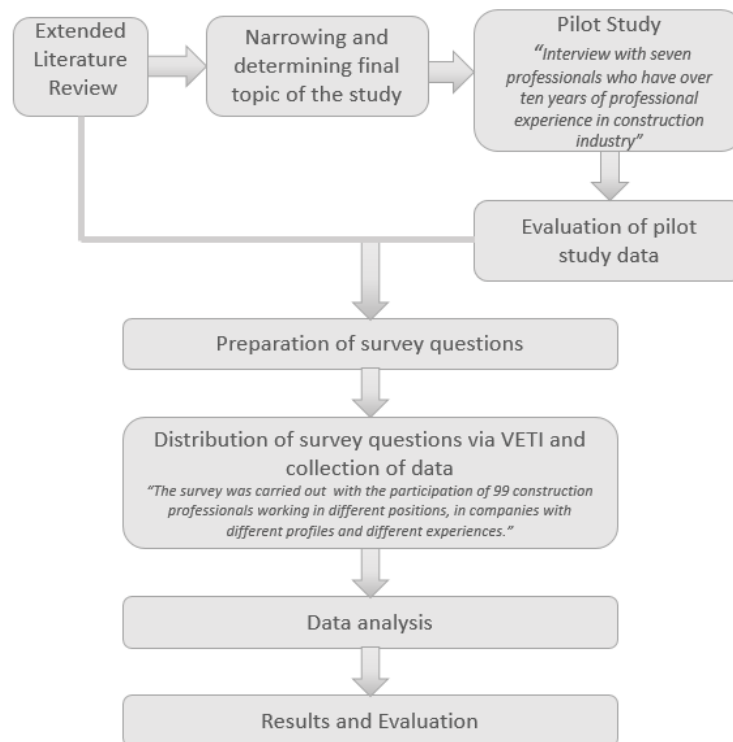 Extended
Literature
Review
Narrowing and
determining final
topic of the study
Pilot Study
“Interview with seven
professionals who have over
ten years of professional
experience in construction
industry”
Evaluation of pilot
study data
Preparation of survey questions
Distribution of survey questions via VETI and
collection of data
“The survey was carried out with the participation of 99 construction
professionals working in different positions, in companies with
different profiles and different experiences.”
Data analysis
Results and Evaluation